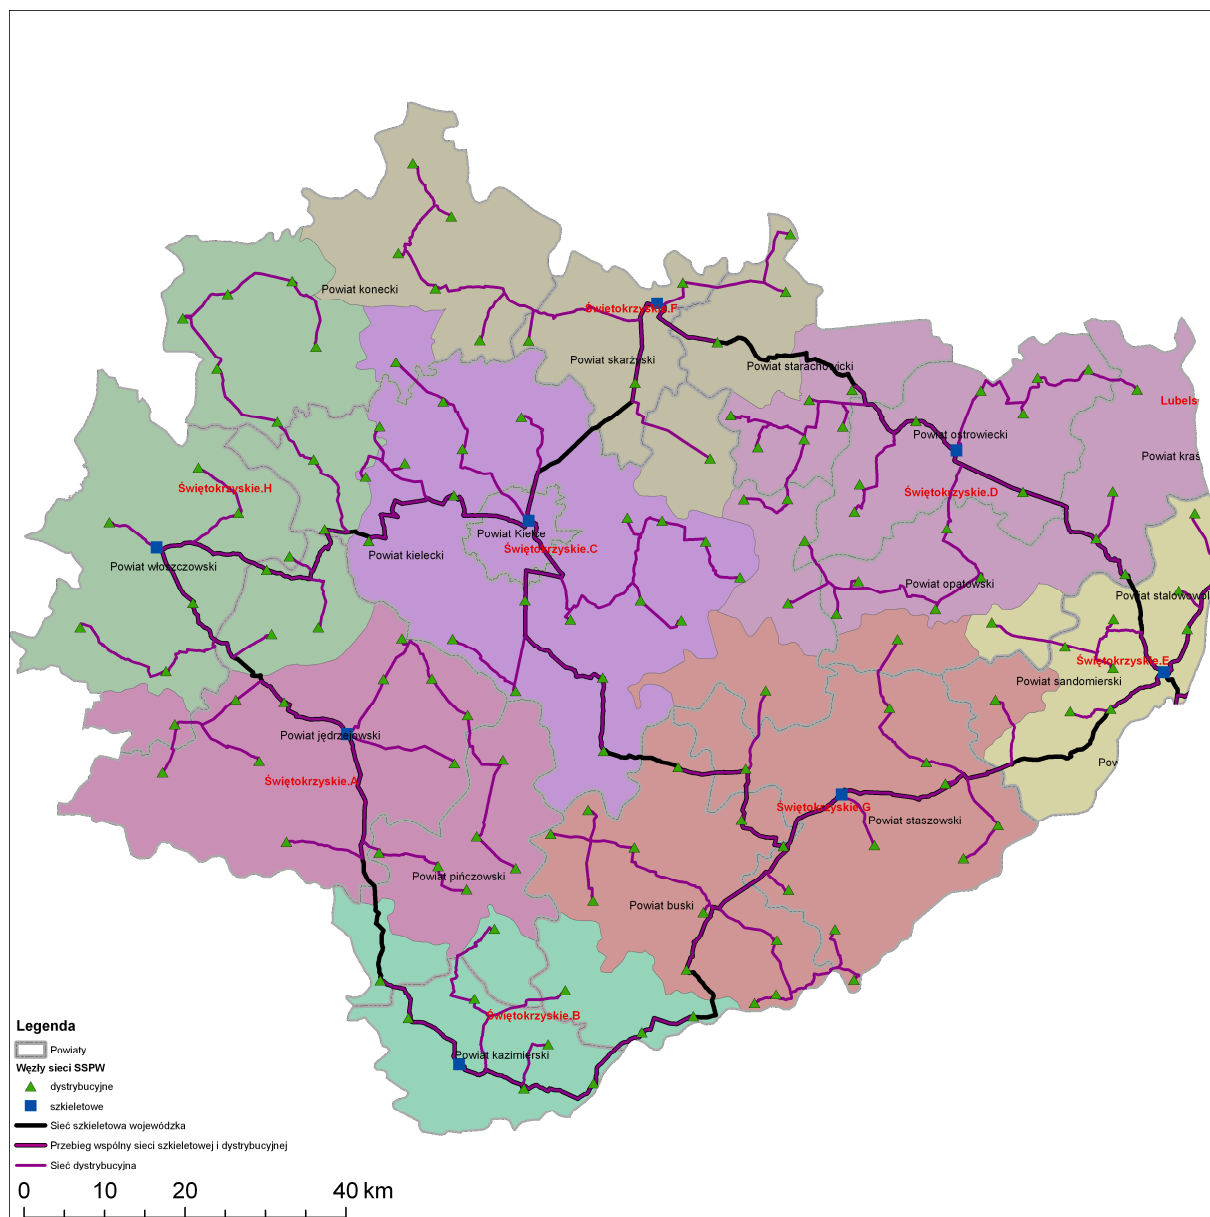 Powiat konecki
Świętokrzyskie.F
Powiat skarżyski
Powiat starachowicki
Lubels
Powiat ostrowiecki
Powiat kras
Świętokrzyskie.H
Świętokrzyskie.D
Powiat Kielce
Świętokrzyskie.C
Powiat kielecki
Powiat włoszczowski
Powiat opatowski
Powiat stalowowol
Świętokrzyskie.E
Powiat sandomierski
Powiat jędrzejowski
Pow
Świętokrzyskie.A
Świętokrzyskie.G
Powiat staszowski
Powiat pińczowski
Powiat buski
Świętokrzyskie.B
Powiat kazimierski
Legenda
Powiaty
Węzły sieci SSPW
dystrybucyjne
szkieletowe
Sieć szkieletowa wojewódzka
Przebieg wspólny sieci szkieletowej i dystrybucyjnej
Sieć dystrybucyjna
0 10 20 40 km